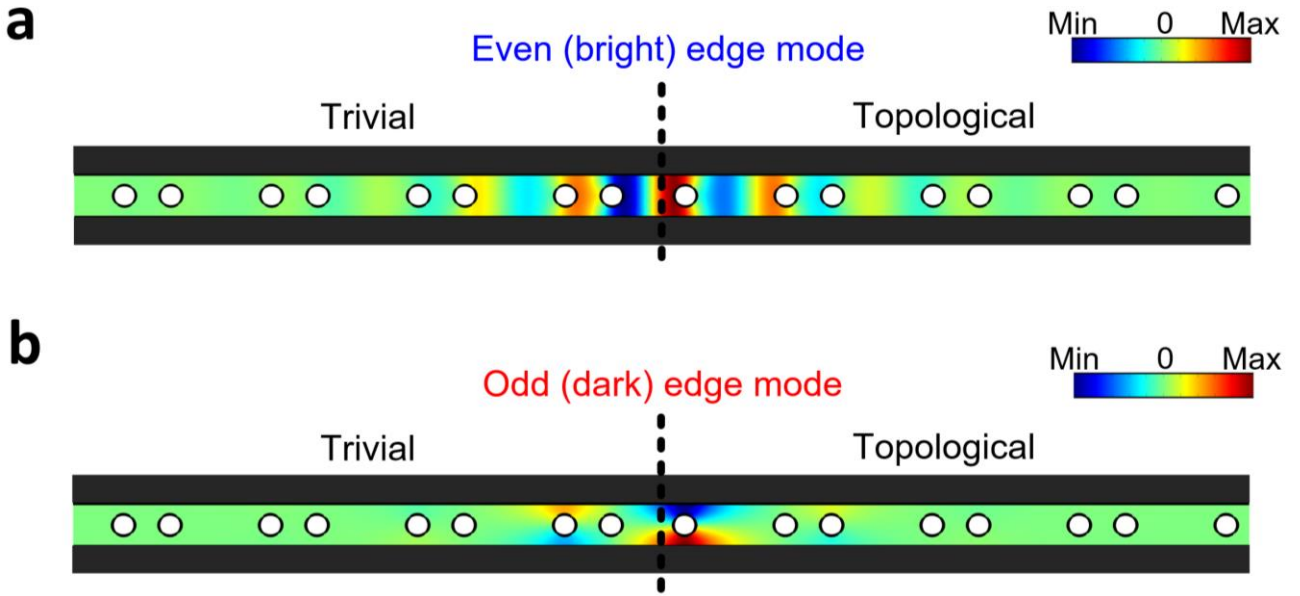 a
Min 0 Max
Even (bright) edge mode
Trivial
Topological
b
Min 0 Max
Odd (dark) edge mode
Trivial
Topological